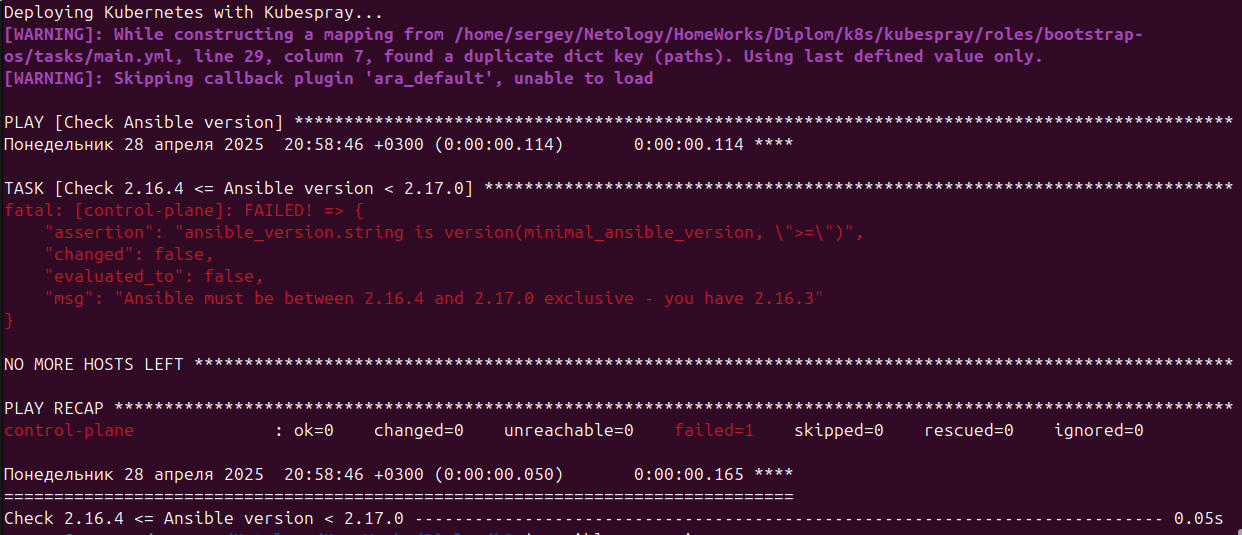 Deploying Kubernetes with Kubespray...
[WARNING]: While constructing a mapping from /home/sergey/Netology/HomeWorks/Diplom/k8s/kubespray/roles/bootstrap-
os/tasks/main.yml, line 29, column 7, found a duplicate dict key (paths). Using last defined value only.
[WARNING]: Skipping callback plugin 'ara_default', unable to load
PLAY [Check Ansible version] **********************************************************************************************
Понедельник 28 апреля 2025  20:58:46 +0300 (0:00:00.114)       0:00:00.114 ****
TASK [Check 2.16.4 <= Ansible version < 2.17.0] ***************************************************************************
fatal: [control-plane]: FAILED! => {
    "assertion": "ansible_version.string is version(minimal_ansible_version, \">=\")",
    "changed": false,
    "evaluated_to": false,
    "msg": "Ansible must be between 2.16.4 and 2.17.0 exclusive - you have 2.16.3"
}
NO MORE HOSTS LEFT ********************************************************************************************************
PLAY RECAP ****************************************************************************************************************
control-plane              : ok=0    changed=0    unreachable=0    failed=1    skipped=0    rescued=0    ignored=0
Понедельник 28 апреля 2025  20:58:46 +0300 (0:00:00.050)       0:00:00.165 ****
===============================================================================
Check 2.16.4 <= Ansible version < 2.17.0 --------------------------------------------------------------------------- 0.05s